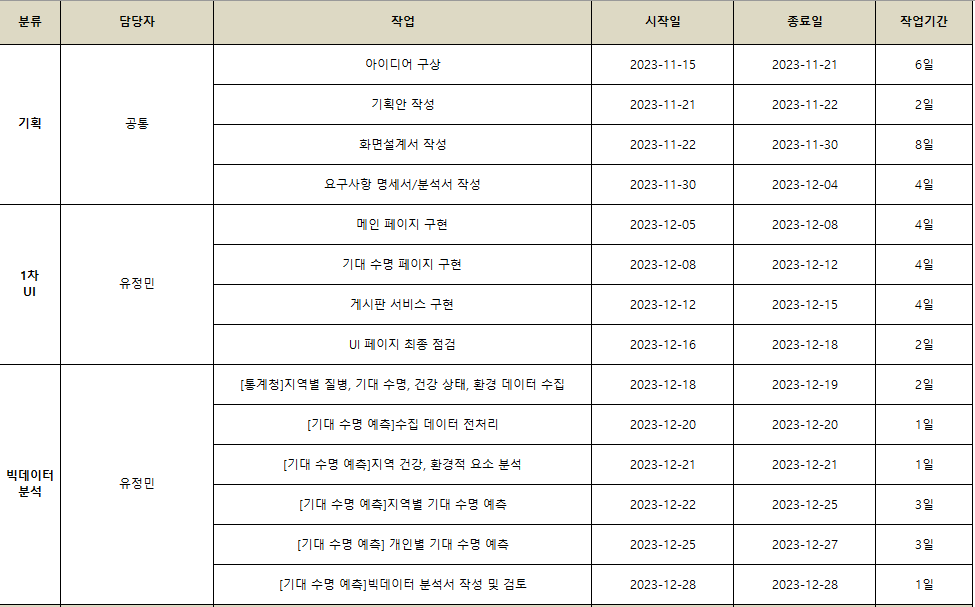 분류 담당자 작업 시작일 종료일 작업기간
기획 공통 아이디어 구상 2023-11-15 2023-11-21 6일
기획안 작성 2023-11-21 2023-11-22 2일
화면설계서 작성 2023-11-22 2023-11-30 8일
요구사항 명세서/분석서 작성 2023-11-30 2023-12-04 4일
1차
UI
유정민 메인 페이지 구현 2023-12-05 2023-12-08 4일
기대 수명 페이지 구현 2023-12-08 2023-12-12 4일
게시판 서비스 구현 2023-12-12 2023-12-15 4일
UI 페이지 최종 점검 2023-12-16 2023-12-18 2일
빅데이터
분석
유정민 [통계청]지역별 질병, 기대 수명, 건강 상태, 환경 데이터 수집 2023-12-18 2023-12-19 2일
[기대 수명 예측]수집 데이터 전처리 2023-12-20 2023-12-20 1일
[기대 수명 예측]지역 건강, 환경적 요소 분석 2023-12-21 2023-12-21 1일
[기대 수명 예측]지역별 기대 수명 예측 2023-12-22 2023-12-25 3일
[기대 수명 예측] 개인별 기대 수명 예측 2023-12-25 2023-12-27 3일
[기대 수명 예측]빅데이터 분석서 작성 및 검토 2023-12-28 2023-12-28 1일